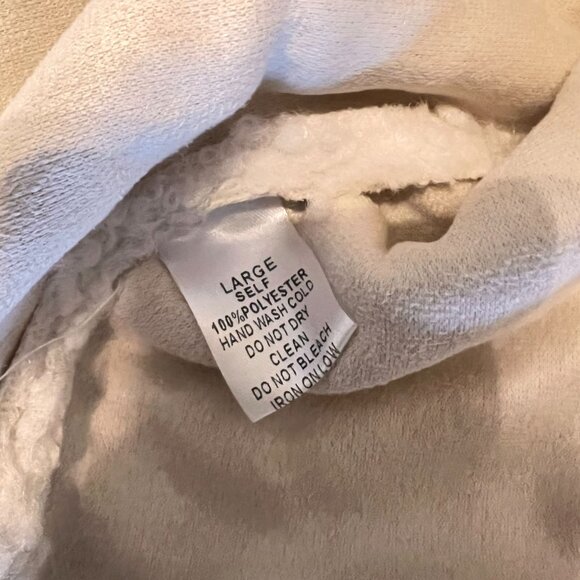 LARGE
SELF
100%POLYESTER
HAND WASH COLD
DO NOT DRY
CLEAN
DO NOT BLEACH
IRON ON LOW